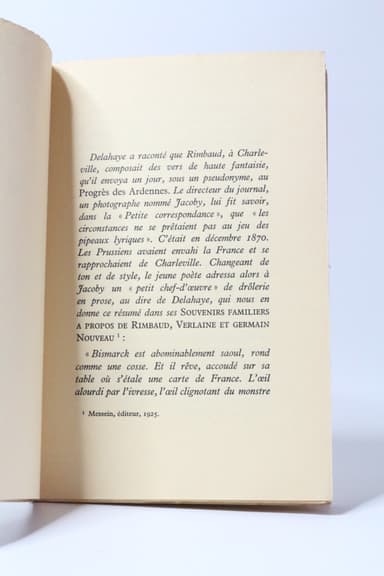 Delahaye a raconté que Rimbaud, à Charle-
ville, composait des vers de haute fantaisie,
qu'il envoya un jour, sous un pseudonyme, au
Progrès des Ardennes. Le directeur du journal,
un photographe nommé Jacoby, lui fit savoir,
dans la « Petite correspondance », que « les
circonstances ne se prêtaient pas au jeu des
pipeaux lyriques ». C'était en décembre 1870.
Les Prussiens avaient envahi la France et se
rapprochaient de Charleville. Changeant de
ton et de style, le jeune poète adressa alors à
Jacoby un « petit chef-d'œuvre » de drôlerie
en prose, au dire de Delahaye, qui nous en
donne ce résumé dans ses Souvenirs familiers
a propos de Rimbaud, Verlaine et germain
Nouveau ¹ :
« Bismarck est abominablement saoul, rond
comme une cosse. Et il rêve, accoudé sur sa
table où s'étale une carte de France. L'œil
alourdi par l'ivresse, l'œil clignotant du monstre
¹ Messein, éditeur, 1925.